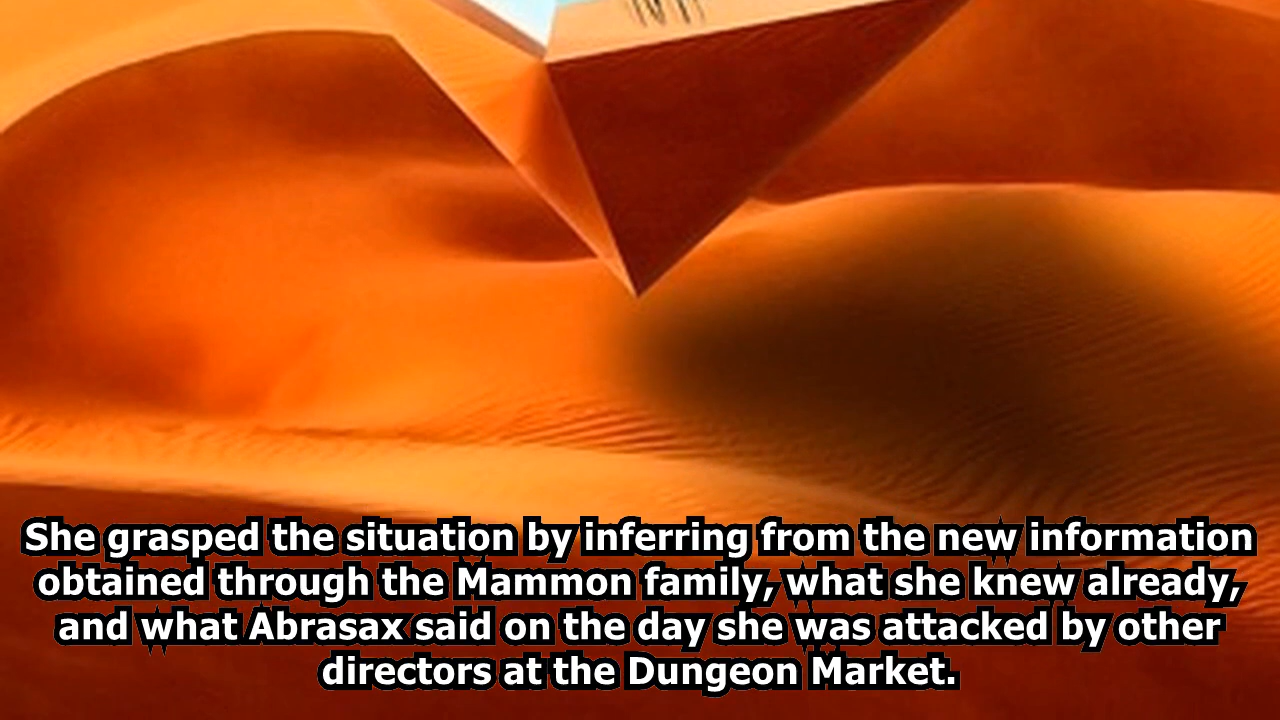 She grasped the situation by inferring from the new information
obtained through the Mammon family, what she knew already,
and what Abrasax said on the day she was attacked by other
directors at the Dungeon Market.